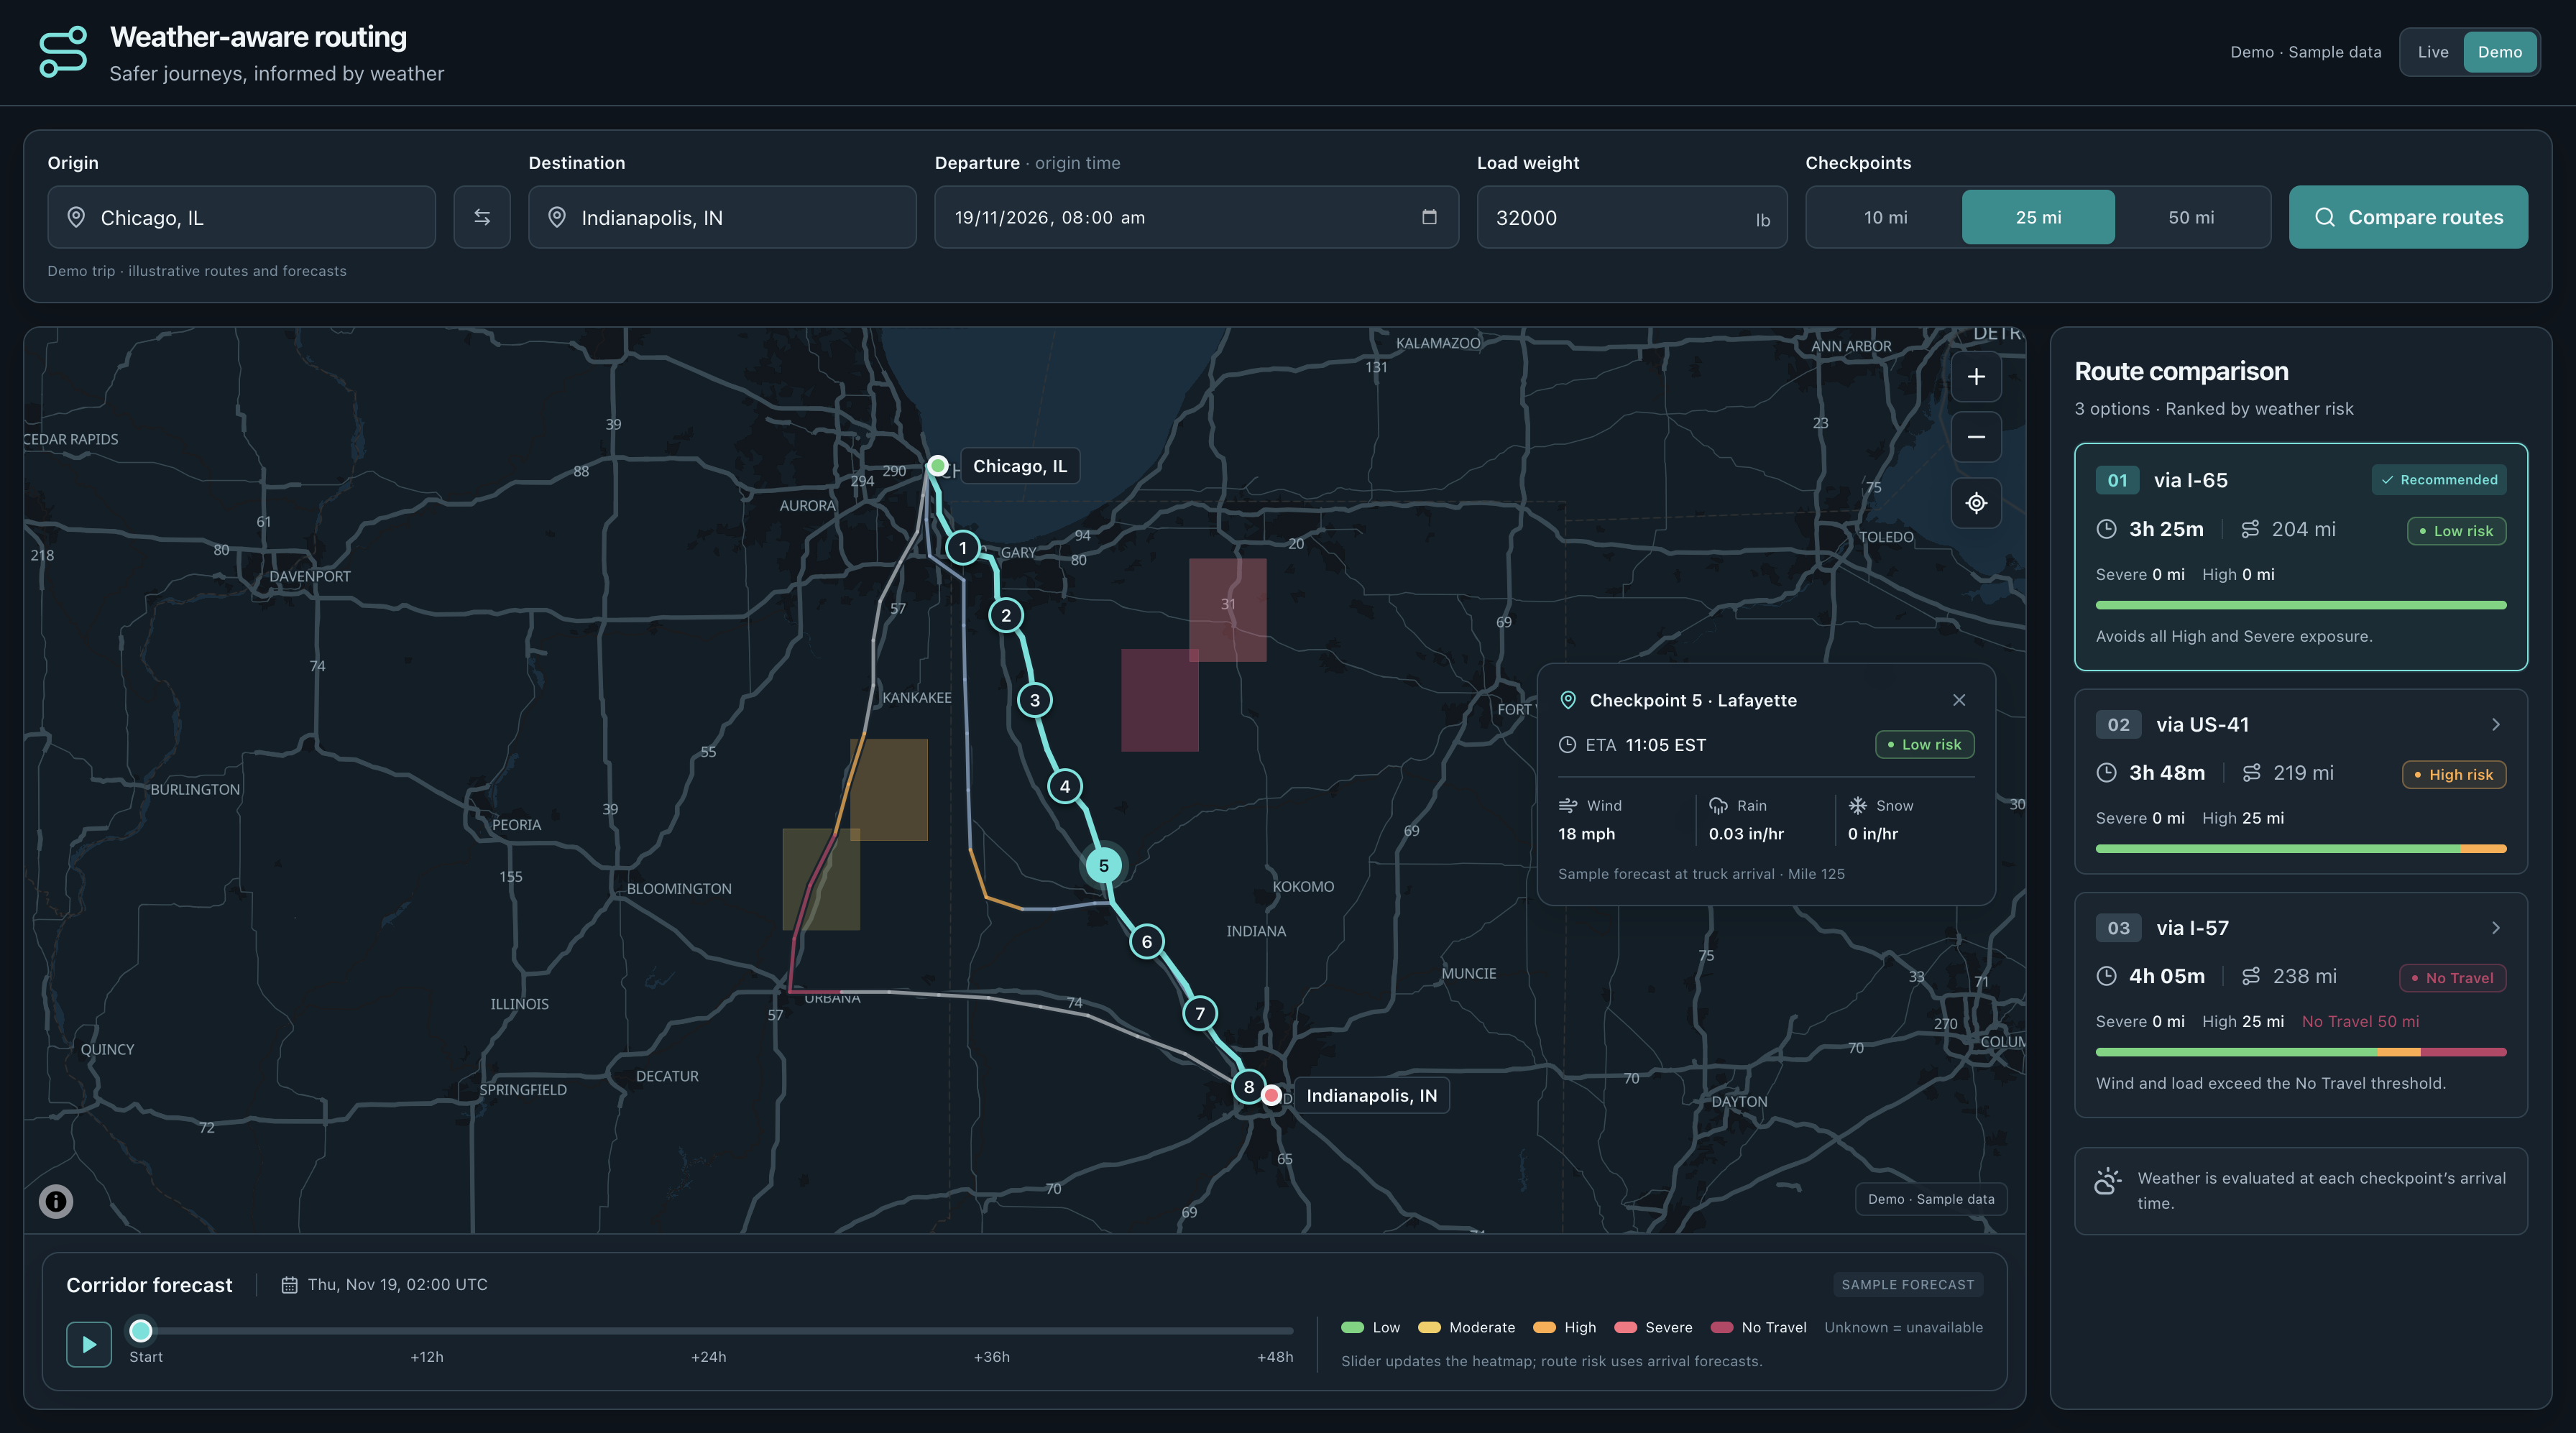 Weather-aware routing
Safer journeys, informed by weather
Demo · Sample data
Live
Demo
Origin
Destination
Departure · origin time
Load weight
Checkpoints
Chicago, IL
Indianapolis, IN
19/11/2026, 08:00 am
32000
lb
10 mi
25 mi
50 mi
Compare routes
Demo trip · illustrative routes and forecasts
DETR
KALAMAZOO
ANN ARBOR
131
23
39
CEDAR RAPIDS
88
290
294
Chicago, IL
75
AURORA
61
218
80
94
GARY
80
20
TOLEDO
DAVENPORT
1
57
31
2
69
74
KANKAKEE
3
FORT
55
BURLINGTON
39
4
30
PEORIA
69
155
5
BLOOMINGTON
KOKOMO
6
INDIANA
75
MUNCIE
33
71
ILLINOIS
URBANA
74
57
7
270
QUINCY
COLUM
70
DECATUR
SPRINGFIELD
70
8
Indianapolis, IN
DAYTON
72
65
70
69
74
Checkpoint 5 · Lafayette
ETA 11:05 EST
Low risk
Wind
18 mph
Rain
0.03 in/hr
Snow
0 in/hr
Sample forecast at truck arrival · Mile 125
Demo · Sample data
Corridor forecast
Thu, Nov 19, 02:00 UTC
SAMPLE FORECAST
Start
+12h
+24h
+36h
+48h
Low
Moderate
High
Severe
No Travel
Unknown = unavailable
Slider updates the heatmap; route risk uses arrival forecasts.
Route comparison
3 options · Ranked by weather risk
01
via I-65
Recommended
3h 25m
204 mi
Low risk
Severe 0 mi High 0 mi
Avoids all High and Severe exposure.
02
via US-41
3h 48m
219 mi
High risk
Severe 0 mi High 25 mi
03
via I-57
4h 05m
238 mi
No Travel
Severe 0 mi High 25 mi No Travel 50 mi
Wind and load exceed the No Travel threshold.
Weather is evaluated at each checkpoint’s arrival
time.